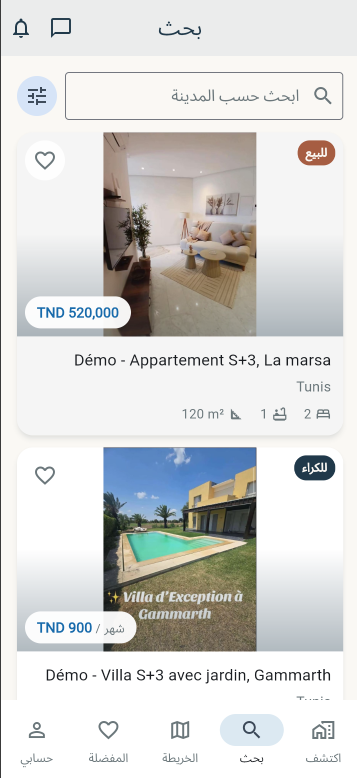 بحث
ابحث حسب المدينة
للبيع
TND 520,000
Démo - Appartement S+3, La marsa
Tunis
120 m² 1 2
للكراء
✨ Villa d'Exception à
Gammarth
TND 900 / شهر
Démo - Villa S+3 avec jardin, Gammarth
Tunis
اكتشف
بحث
الخريطة
المفضلة
حسابي